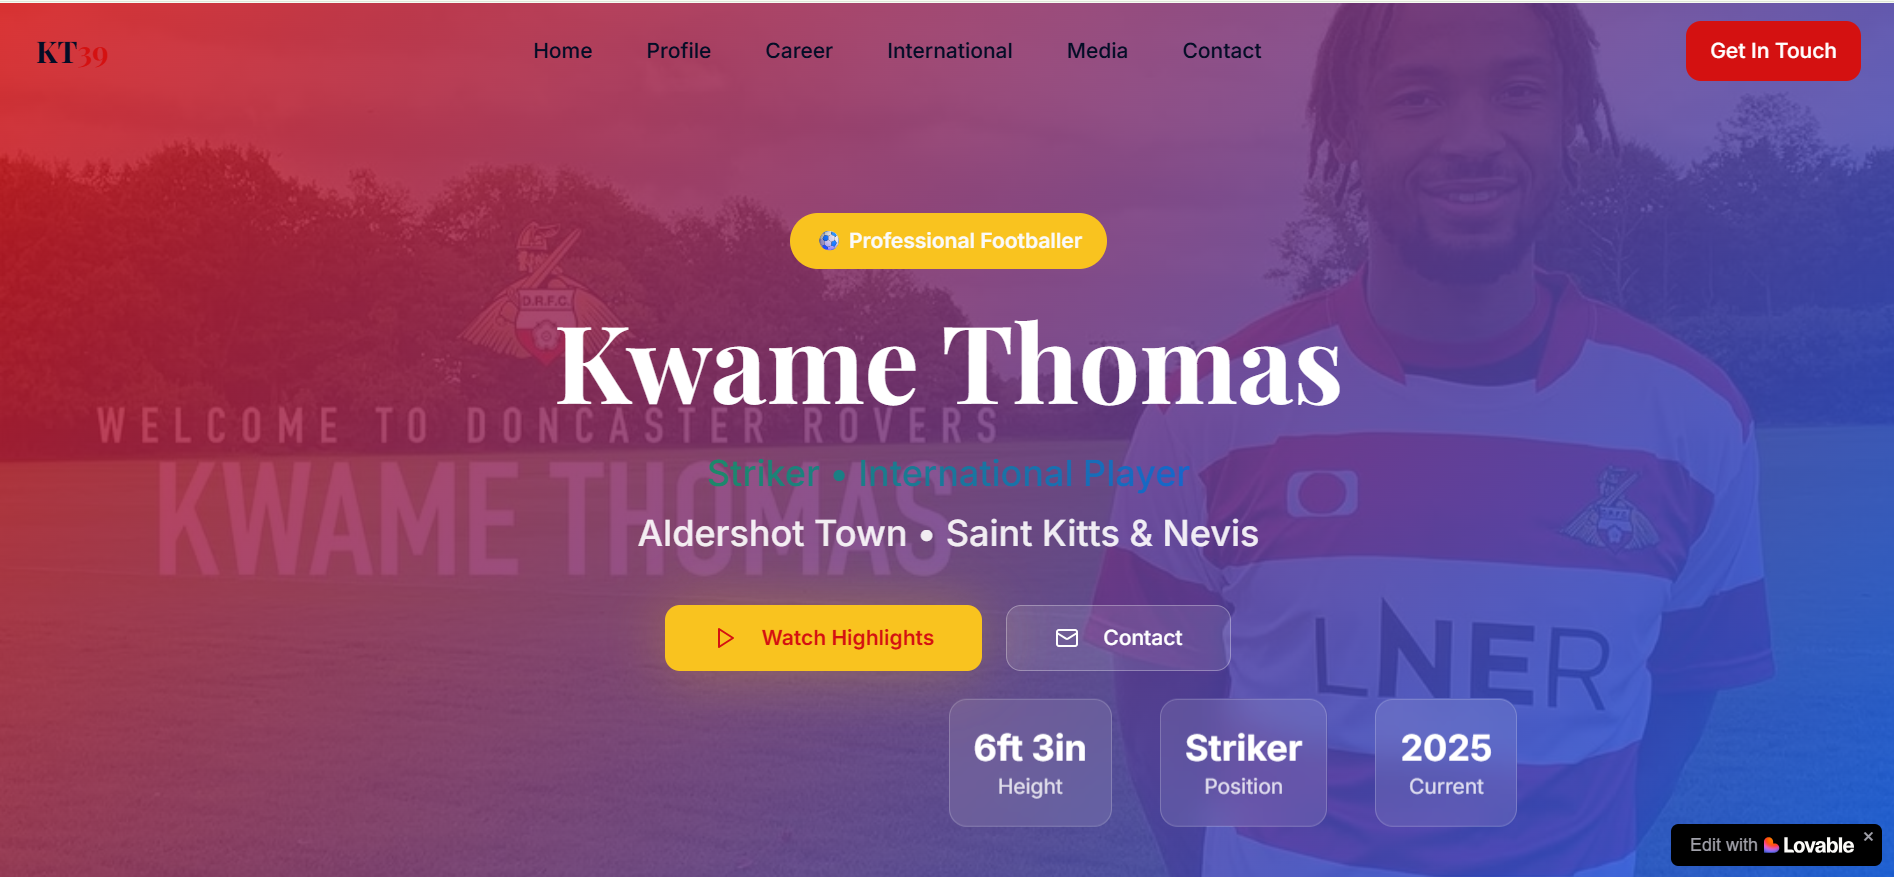 KT39
Home Profile Career International Media Contact
Get In Touch
⚽ Professional Footballer
D.R.F.C.
Kwame Thomas
WELCOME TO DONCASTER ROVERS
KWAME THOMAS
Striker • International Player
Aldershot Town • Saint Kitts & Nevis
Watch Highlights
Contact
LNER
6ft 3in
Height
Striker
Position
2025
Current
Edit with Lovable ×